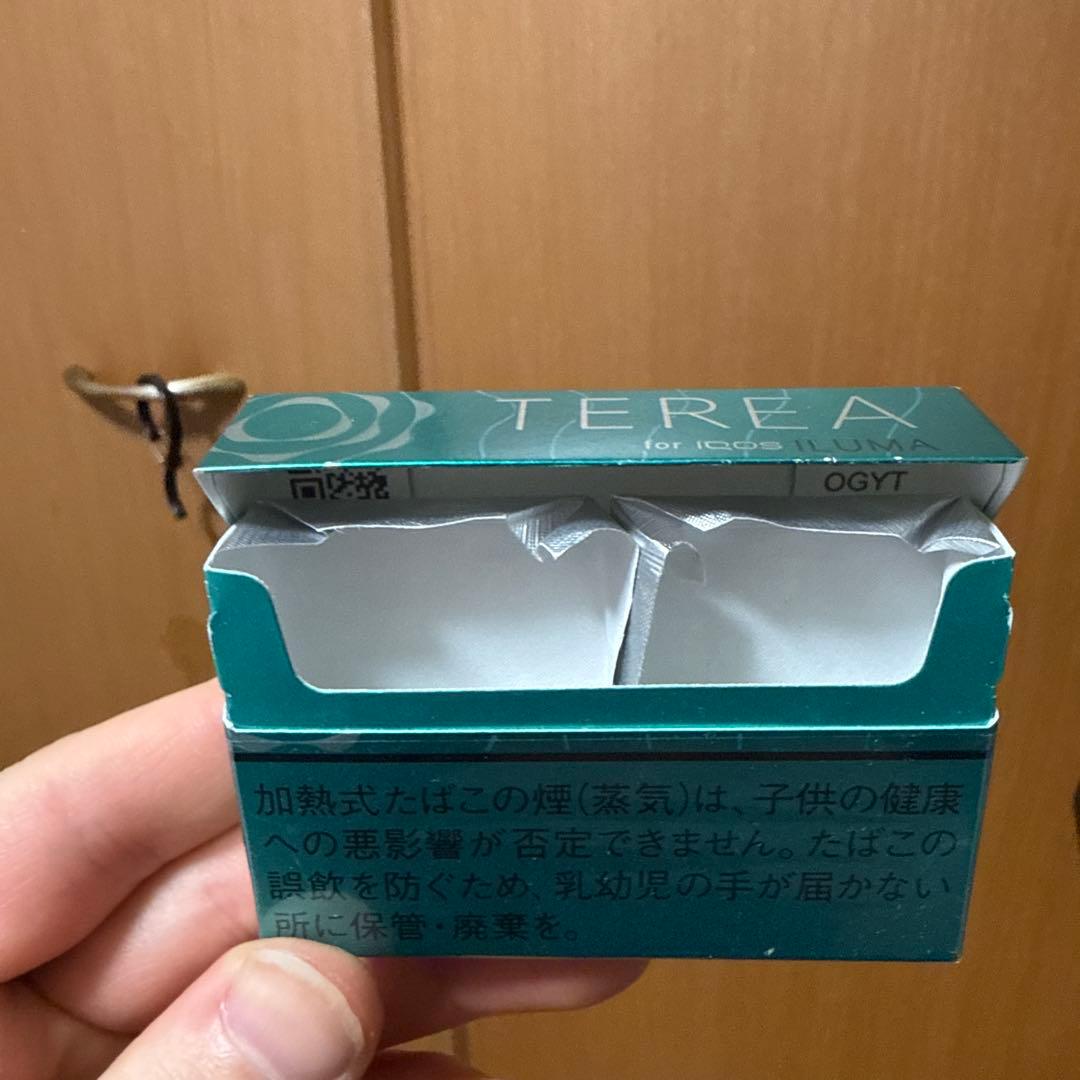 TEREA
for IQOS ILUMA
OGYT
加熱式たばこの煙(蒸気)は、子供の健康
への悪影響が否定できません。たばこの
誤飲を防ぐため、乳幼児の手が届かない
所に保管・廃棄を。